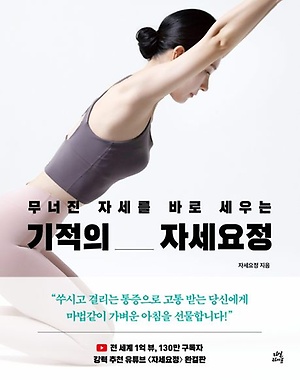 무너진 자세를 바로 세우는
기적의 __ 자세요정
자세요정 지음
“쑤시고 결리는 통증으로 고통 받는 당신에게
마법같이 가벼운 아침을 선물합니다!”
전 세계 1억 뷰, 130만 구독자
강력 추천 유튜브 <자세요정> 완결판